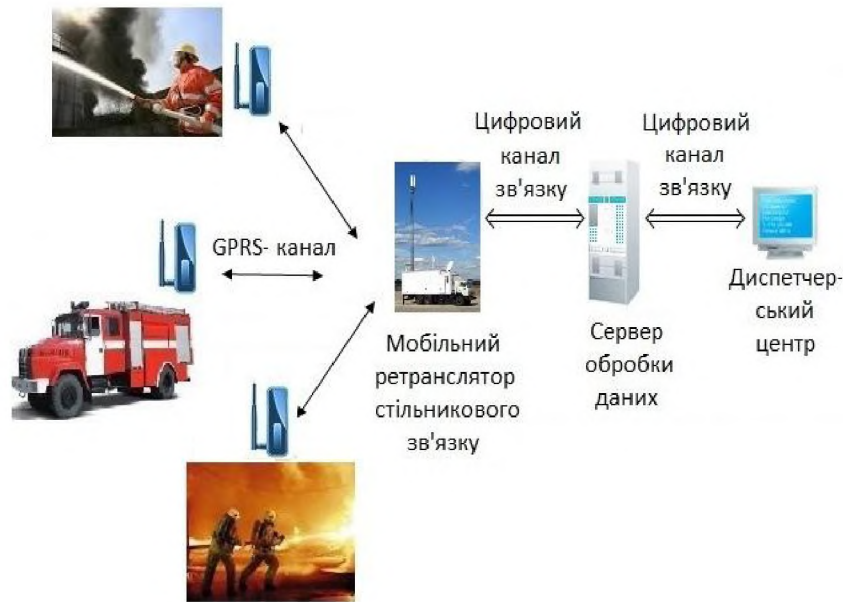 Цифровий
канал
зв'язку
Цифровий
канал
зв'язку
GPRS- канал
Мобільний
ретранслятор
стільникового
зв'язку
Сервер
обробки
даних
Диспетчер-
ський
центр